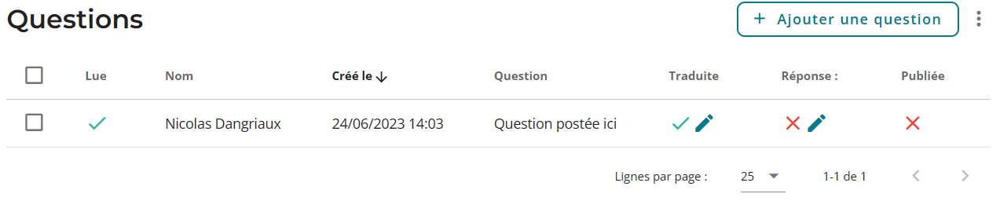 Questions
+ Ajouter une question
Lue Nom Créé le Question Traduite Réponse : Publiée
Nicolas Dangriaux 24/06/2023 14:03 Question postée ici
Lignes par page : 25 1-1 de 1